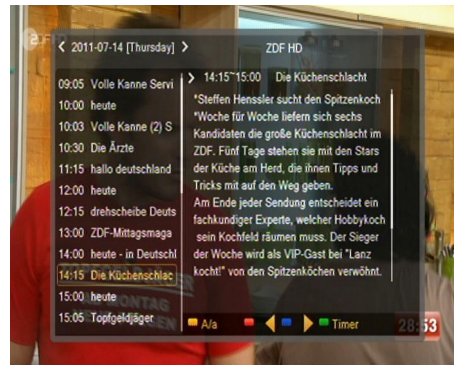 ZDF
2011-07-14 [Thursday]
ZDF HD
09:05 Volle Kanne Servi
10:00 heute
10:03 Volle Kanne (2) S
10:30 Die Ärzte
11:15 hallo deutschland
12:00 heute
12:15 drehscheibe Deuts
13:00 ZDF-Mittagsmaga
14:00 heute - in Deutschl
14:15 Die Küchenschlac
15:00 heute
15:05 Topfgeldjäger
14:15~15:00 Die Küchenschlacht
"Steffen Henssler sucht den Spitzenkoch
"Woche für Woche liefern sich sechs
Kandidaten die große Küchenschlacht im
ZDF. Fünf Tage stehen sie mit den Stars
der Küche am Herd, die ihnen Tipps und
Tricks mit auf den Weg geben.
Am Ende jeder Sendung entscheidet ein
fachkundiger Experte, welcher Hobbykoch
sein Kochfeld räumen muss. Der Sieger
der Woche wird als VIP-Gast bei "Lanz
kocht!" von den Spitzenköchen verwöhnt.
A/a
Timer
28:53